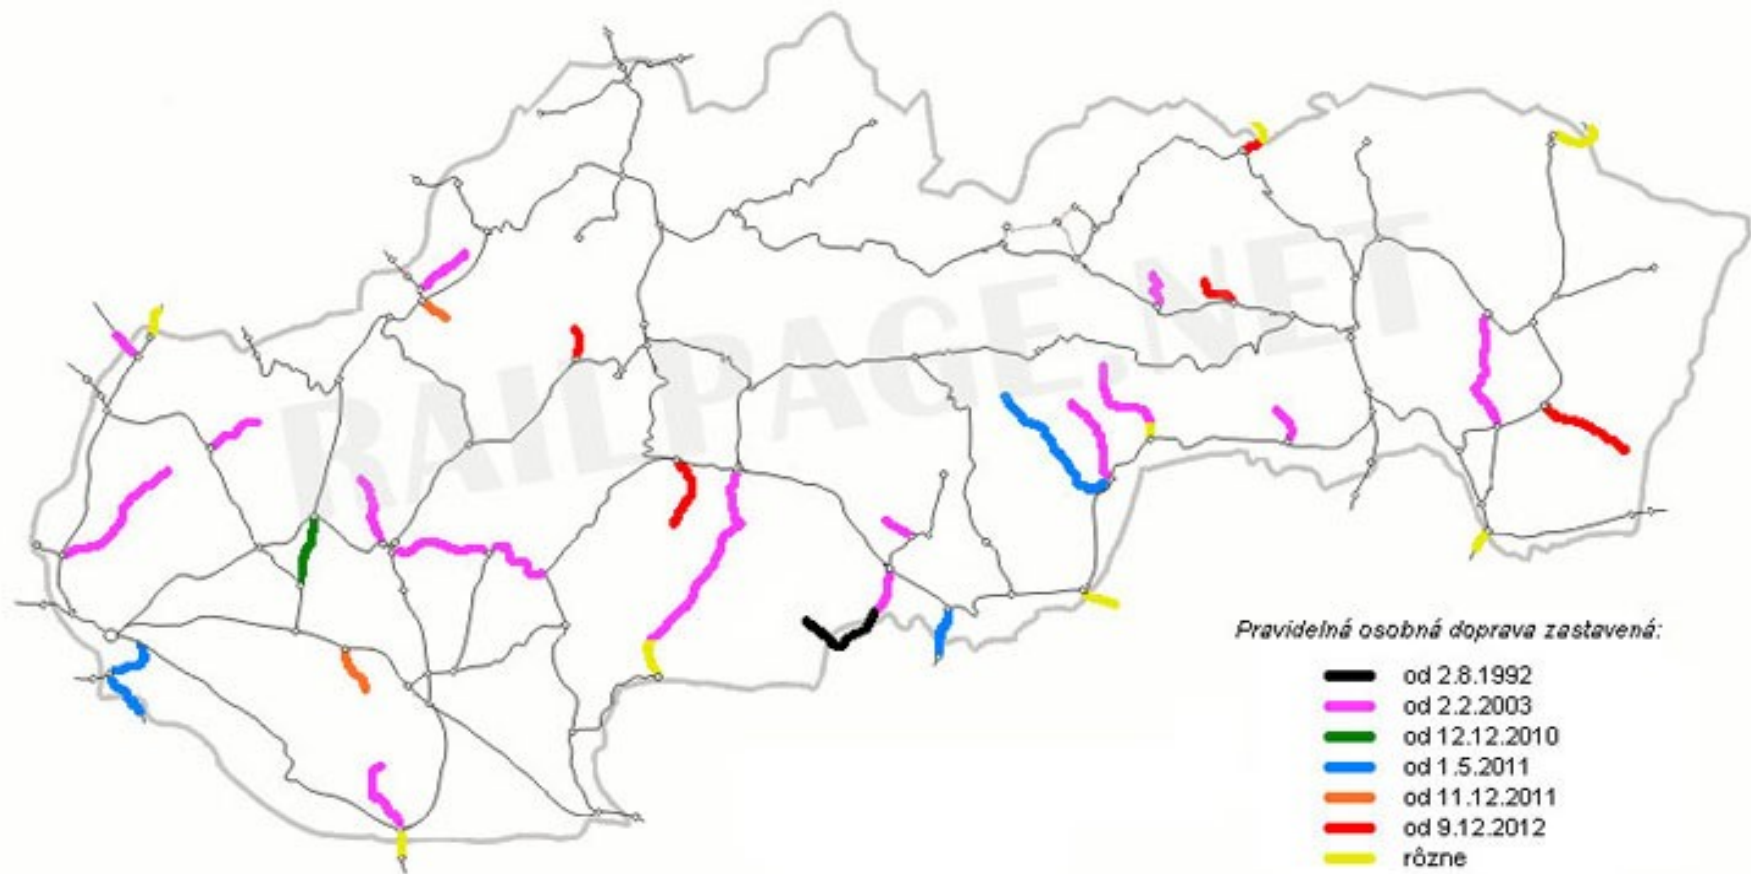 RAILPAGE.NET
Pravidelná osobná doprava zastavená:
od 2.8.1992
od 2.2.2003
od 12.12.2010
od 1.5.2011
od 11.12.2011
od 9.12.2012
rôzne